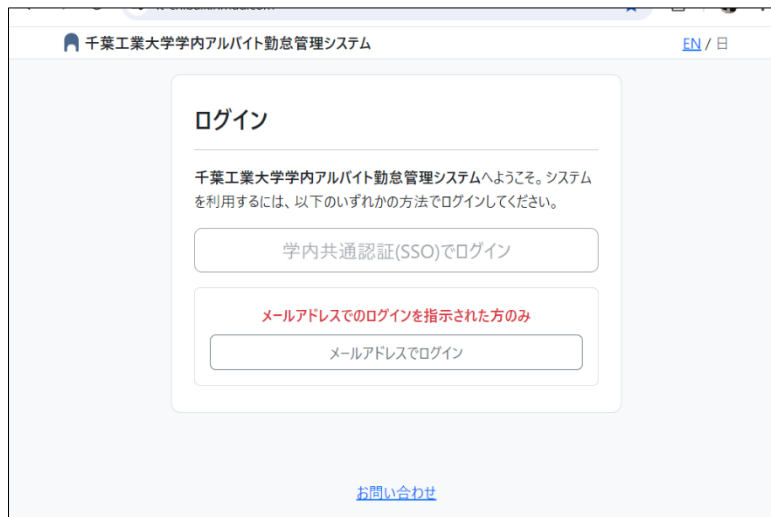 千葉工業大学学内アルバイト勤怠管理システム
EN / 日
ログイン
千葉工業大学学内アルバイト勤怠管理システムへようこそ。システム
を利用するには、以下のいずれかの方法でログインしてください。
学内共通認証(SSO)でログイン
メールアドレスでのログインを指示された方のみ
メールアドレスでログイン
お問い合わせ